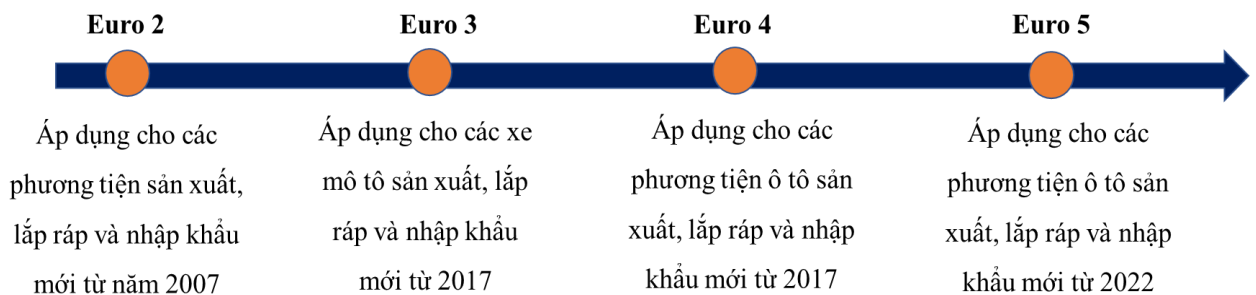 Euro 2
Euro 3
Euro 4
Euro 5
Áp dụng cho các
phương tiện sản xuất,
lắp ráp và nhập khẩu
mới từ năm 2007
Áp dụng cho các xe
mô tô sản xuất, lắp
ráp và nhập khẩu
mới từ 2017
Áp dụng cho các
phương tiện ô tô sản
xuất, lắp ráp và nhập
khẩu mới từ 2017
Áp dụng cho các
phương tiện ô tô sản
xuất, lắp ráp và nhập
khẩu mới từ 2022